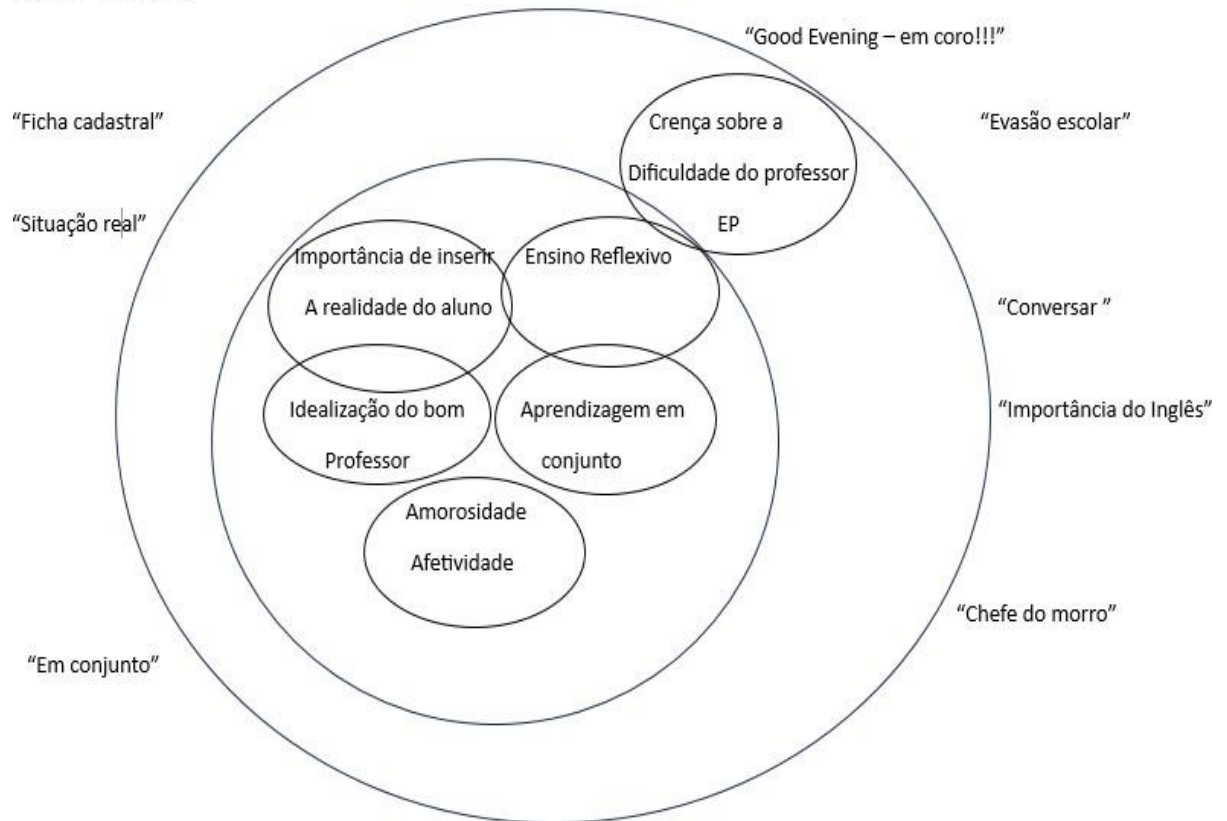 “Good Evening – em coro!!!”
“Ficha cadastral”
Crença sobre a
“Evasão escolar”
Dificuldade do professor
EP
“Situação real”
Importância de inserir
Ensino Reflexivo
A realidade do aluno
“Conversar ”
Idealização do bom
Aprendizagem em
“Importância do Inglês”
Professor
conjunto
Amorosidade
Afetividade
“Chefe do morro”
“Em conjunto”